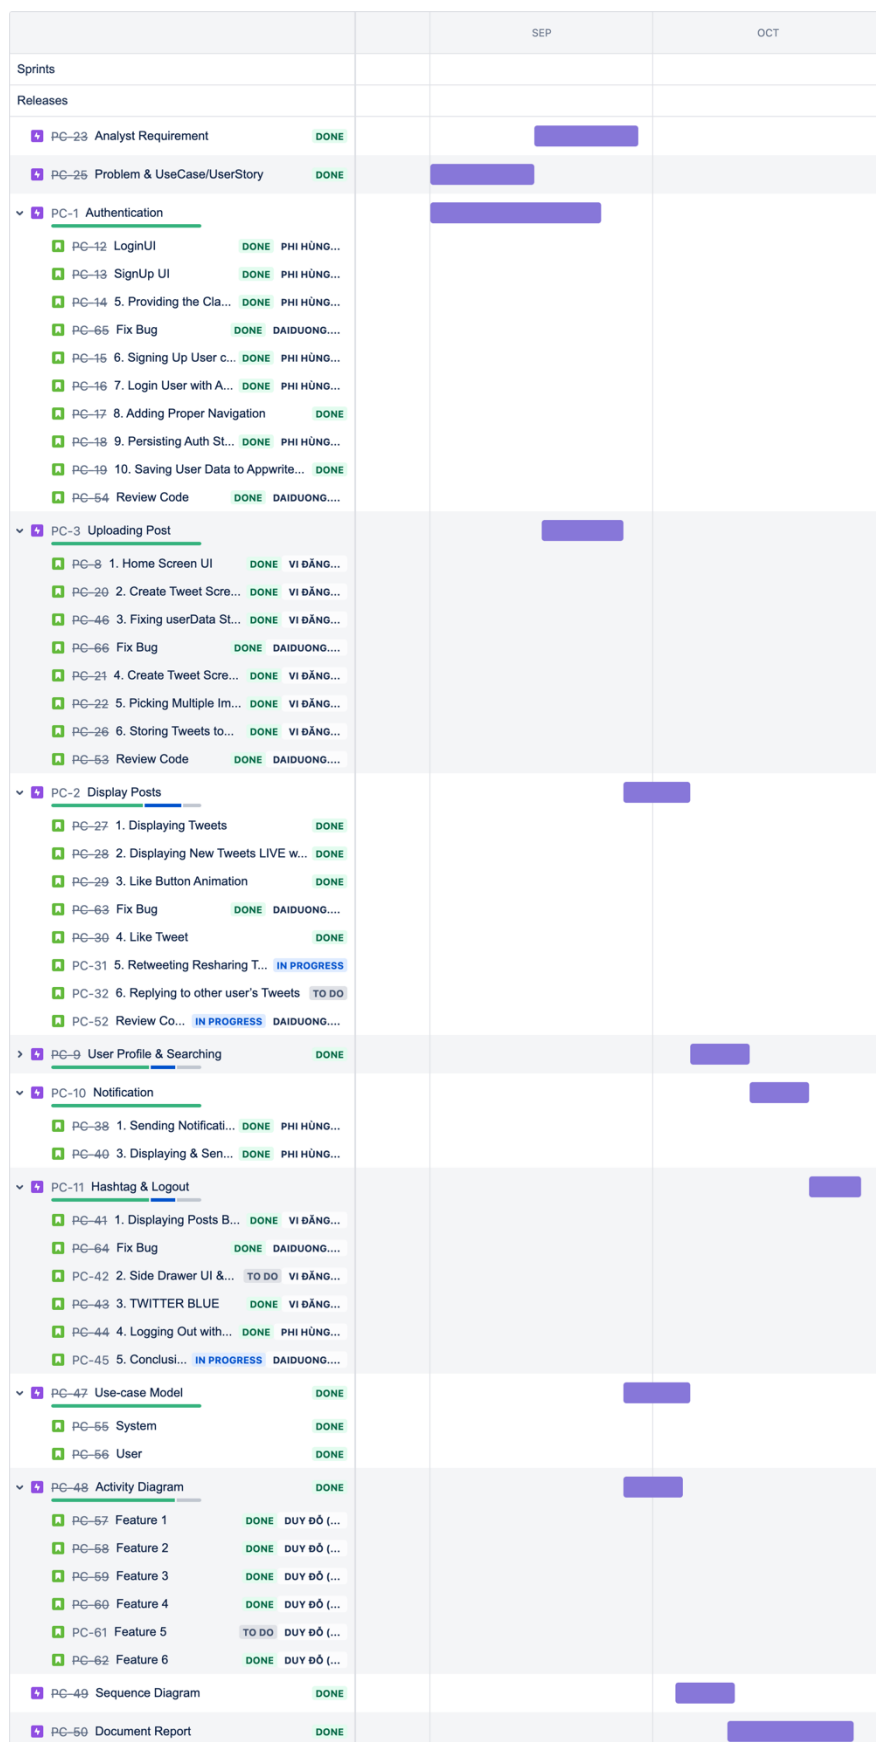 SEP OCT
Sprints
Releases
PC-23 Analyst Requirement DONE
PC-25 Problem & UseCase/UserStory DONE
PC-1 Authentication
PC-12 LoginUI DONE PHI HÙNG...
PC-13 SignUp UI DONE PHI HÙNG...
PC-14 5. Providing the Cla... DONE PHI HÙNG...
PC-65 Fix Bug DONE DAIDUONG....
PC-15 6. Signing Up User c... DONE PHI HÙNG...
PC-16 7. Login User with A... DONE PHI HÙNG...
PC-17 8. Adding Proper Navigation DONE
PC-18 9. Persisting Auth St... DONE PHI HÙNG...
PC-19 10. Saving User Data to Appwrite... DONE
PC-54 Review Code DONE DAIDUONG....
PC-3 Uploading Post
PC-8 1. Home Screen UI DONE VI ĐĂNG...
PC-20 2. Create Tweet Scre... DONE VI ĐĂNG...
PC-46 3. Fixing userData St... DONE VI ĐĂNG...
PC-66 Fix Bug DONE DAIDUONG....
PC-21 4. Create Tweet Scre... DONE VI ĐĂNG...
PC-22 5. Picking Multiple Im... DONE VI ĐĂNG...
PC-26 6. Storing Tweets to... DONE VI ĐĂNG...
PC-53 Review Code DONE DAIDUONG....
PC-2 Display Posts
PC-27 1. Displaying Tweets DONE
PC-28 2. Displaying New Tweets LIVE w... DONE
PC-29 3. Like Button Animation DONE
PC-63 Fix Bug DONE DAIDUONG....
PC-30 4. Like Tweet DONE
PC-31 5. Retweeting Resharing T... IN PROGRESS
PC-32 6. Replying to other user's Tweets TO DO
PC-52 Review Co... IN PROGRESS DAIDUONG....
PC-9 User Profile & Searching DONE
PC-10 Notification
PC-38 1. Sending Notificati... DONE PHI HÙNG...
PC-40 3. Displaying & Sen... DONE PHI HÙNG...
PC-11 Hashtag & Logout
PC-41 1. Displaying Posts B... DONE VI ĐĂNG...
PC-64 Fix Bug DONE DAIDUONG....
PC-42 2. Side Drawer UI &... TO DO VI ĐĂNG...
PC-43 3. TWITTER BLUE DONE VI ĐĂNG...
PC-44 4. Logging Out with... DONE PHI HÙNG...
PC-45 5. Conclusi... IN PROGRESS DAIDUONG....
PC-47 Use-case Model DONE
PC-55 System DONE
PC-56 User DONE
PC-48 Activity Diagram DONE
PC-57 Feature 1 DONE DUY ĐỖ (...
PC-58 Feature 2 DONE DUY ĐỖ (...
PC-59 Feature 3 DONE DUY ĐỖ (...
PC-60 Feature 4 DONE DUY ĐỖ (...
PC-61 Feature 5 TO DO DUY ĐỖ (...
PC-62 Feature 6 DONE DUY ĐỖ (...
PC-49 Sequence Diagram DONE
PC-50 Document Report DONE